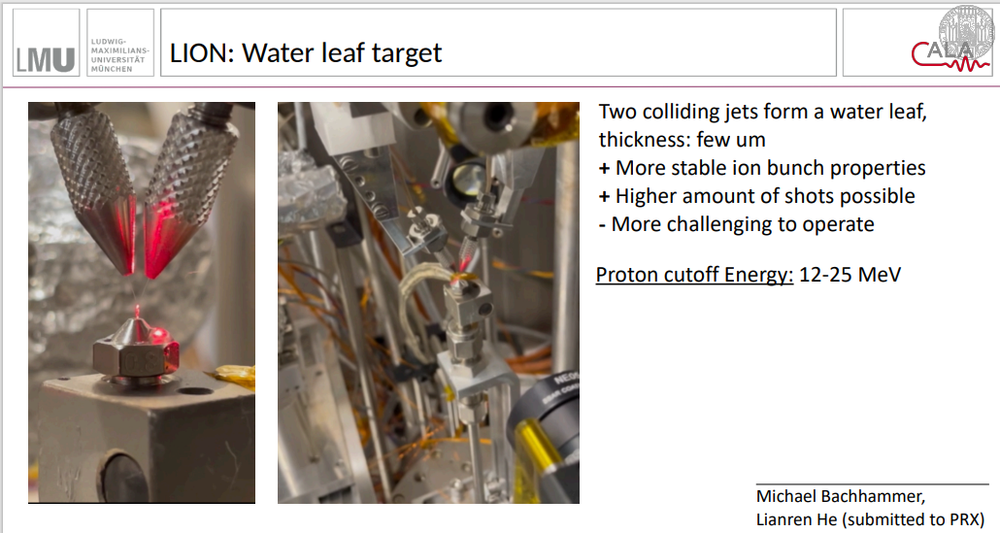 LMU
LUDWIG-
MAXIMILIANS-
UNIVERSITÄT
MÜNCHEN
LION: Water leaf target
CALA
Two colliding jets form a water leaf,
thickness: few um
+ More stable ion bunch properties
+ Higher amount of shots possible
- More challenging to operate
Proton cutoff Energy: 12-25 MeV
Michael Bachhammer,
Lianren He (submitted to PRX)